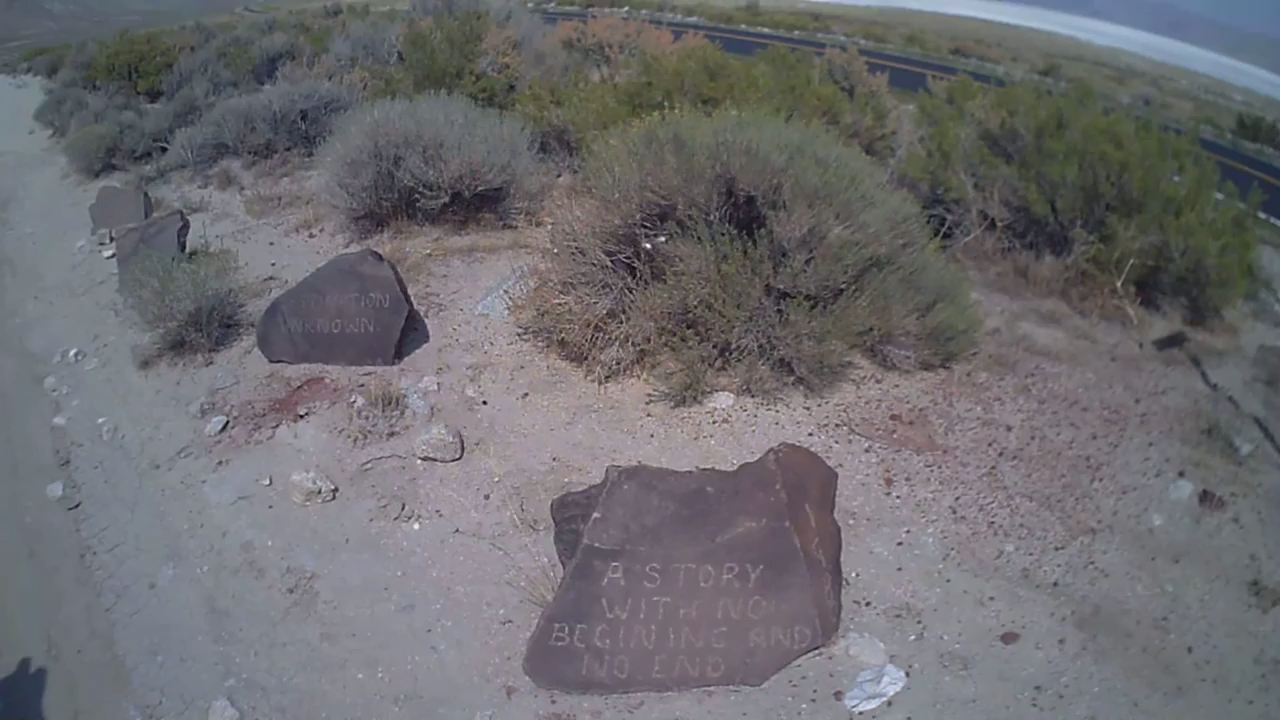 A STORY
WITH NO
BEGINING AND
NO END
UNKNOWN